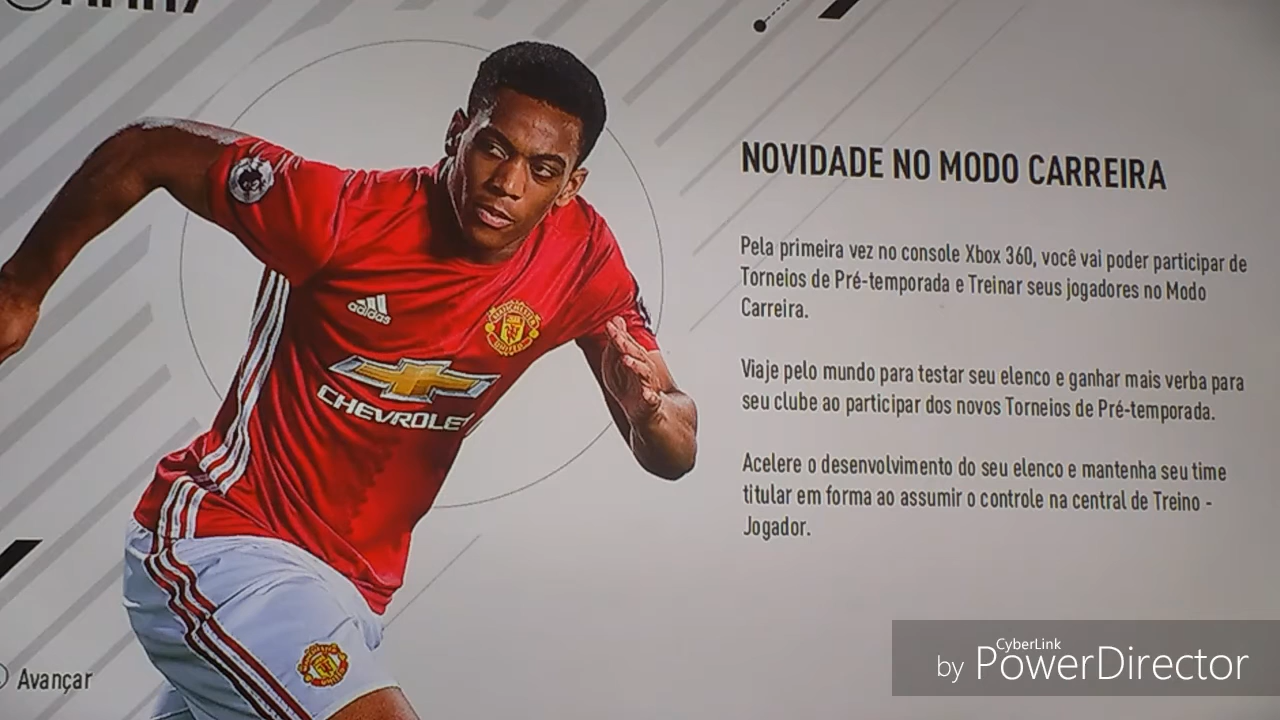 NOVIDADE NO MODO CARREIRA
Pela primeira vez no console Xbox 360, você vai poder participar de
Torneios de Pré-temporada e Treinar seus jogadores no Modo
Carreira.
Viaje pelo mundo para testar seu elenco e ganhar mais verba para
seu clube ao participar dos novos Torneios de Pré-temporada.
Acelere o desenvolvimento do seu elenco e mantenha seu time
titular em forma ao assumir o controle na central de Treino -
Jogador.
adidas
MANCHESTER
UNITED
CHEVROLET
Avançar
CyberLink
by PowerDirector